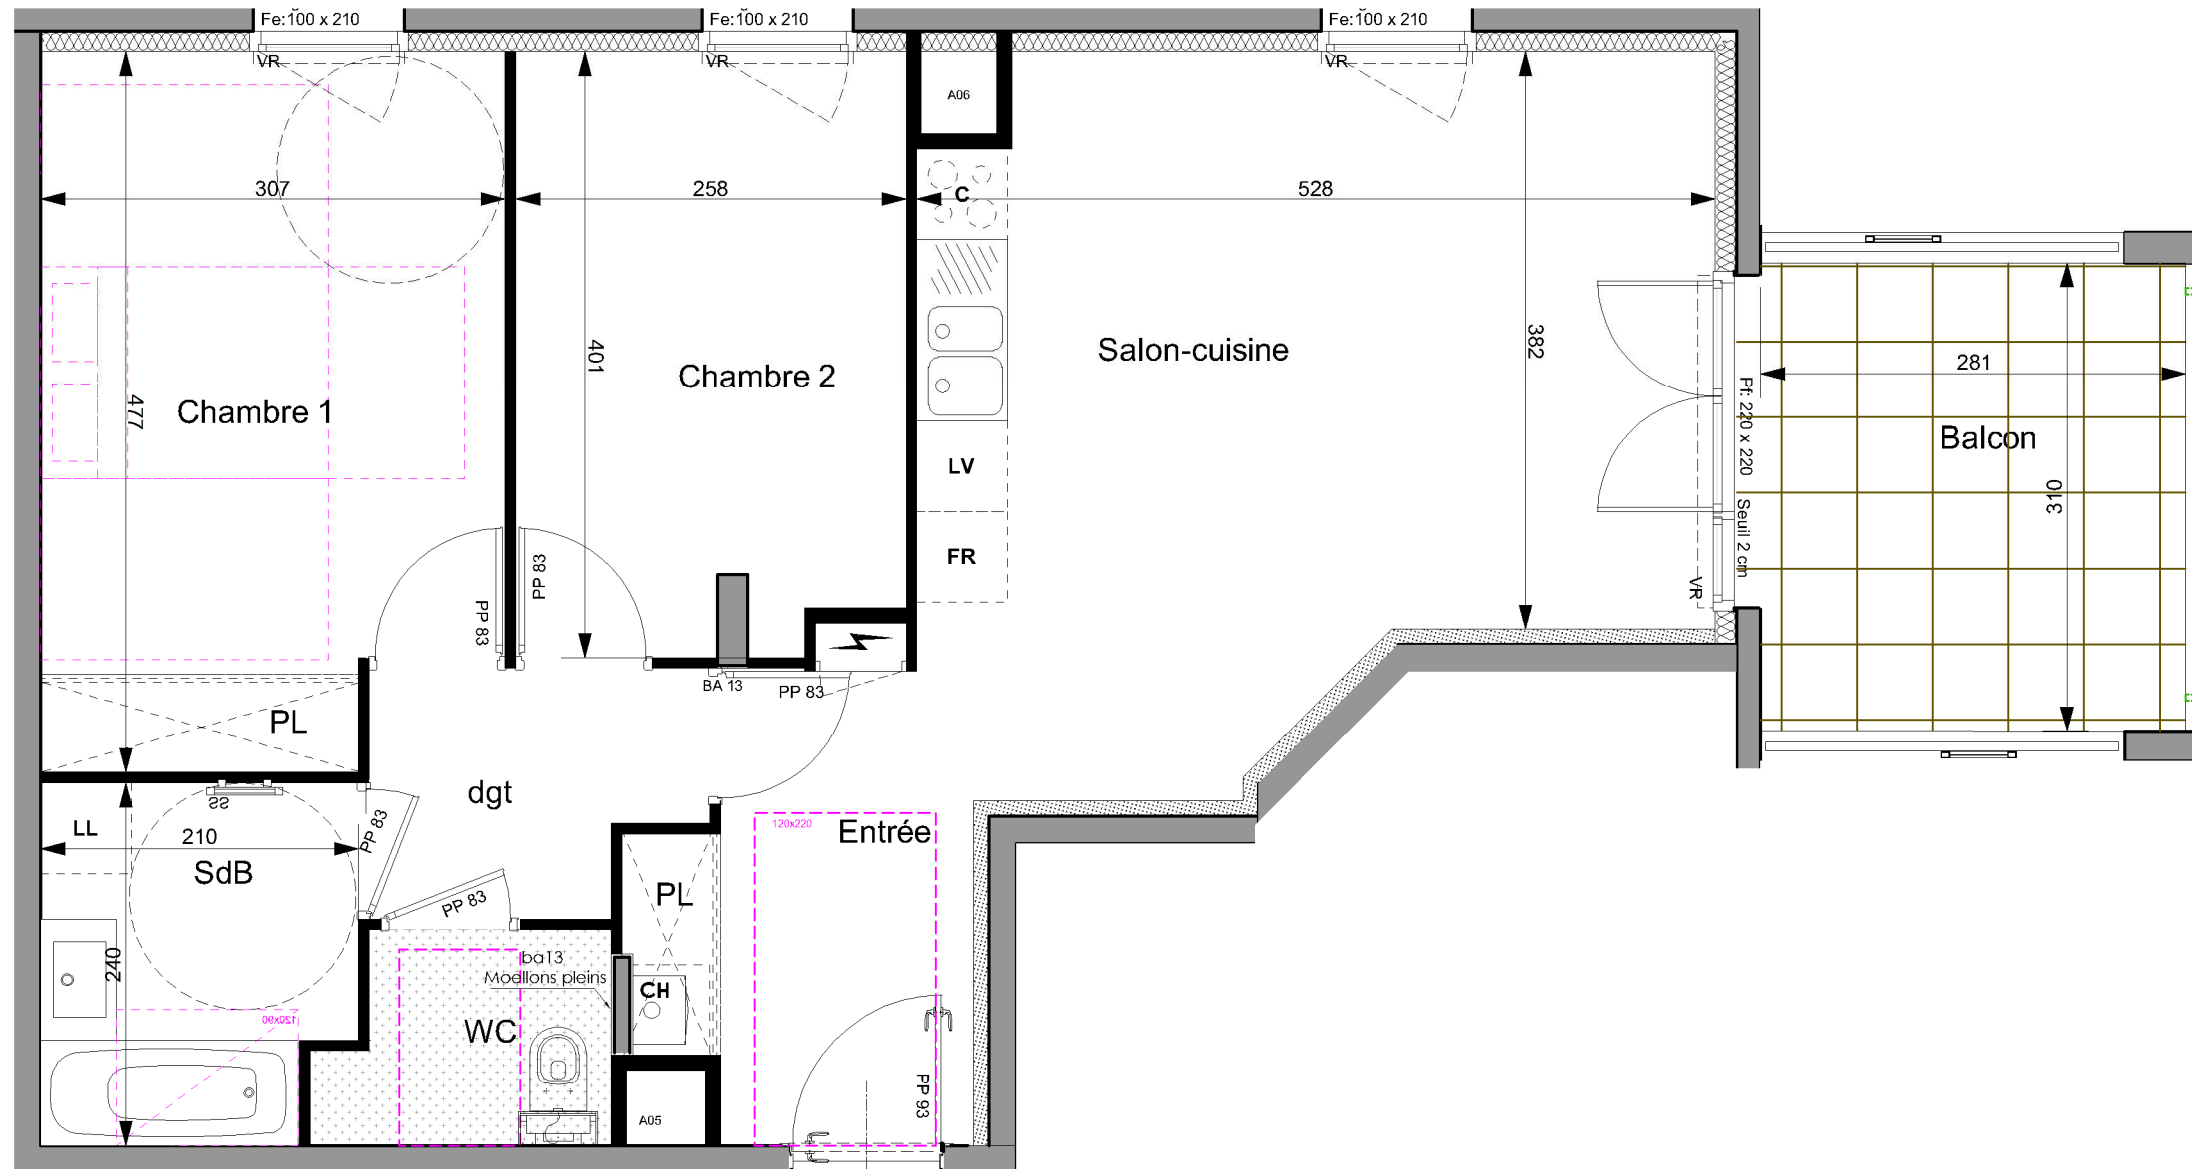 Fe:100 x 210
Fe:100 x 210
Fe:100 x 210
VR
VR
VR
A06
307
258
C
528
382
401
477
Chambre 1
Chambre 2
Salon-cuisine
281
Pf: 220 x 220 Seuil 2 cm
Balcon
310
LV
FR
VR
PP 83
PP 83
BA 13
PP 83
PL
dgt
SS
LL
210
PP 83
SdB
120x220
Entrée
PL
PP 83
240
ba13
Moellons pleins
CH
120x90
WC
PP 93
A05